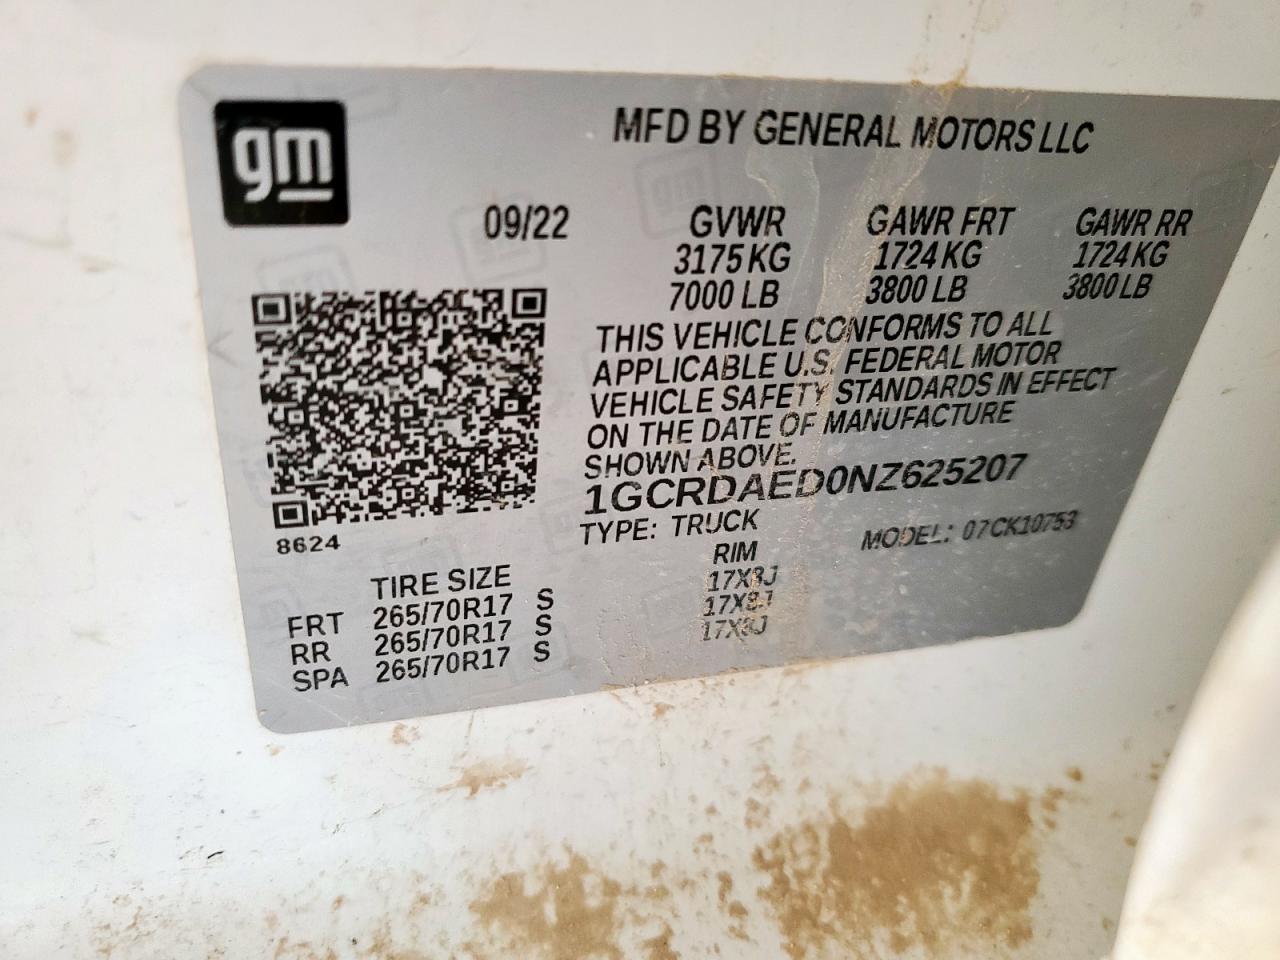 gm
MFD BY GENERAL MOTORS LLC
09/22 GVWR GAWR FRT GAWR RR
3175 KG 1724 KG 1724 KG
7000 LB 3800 LB 3800 LB
THIS VEHICLE CONFORMS TO ALL
APPLICABLE U.S. FEDERAL MOTOR
VEHICLE SAFETY STANDARDS IN EFFECT
ON THE DATE OF MANUFACTURE
SHOWN ABOVE.
1GCRDAED0NZ625207
8624
TYPE: TRUCK MODEL: 07CK10753
TIRE SIZE RIM
FRT 265/70R17 S 17X8J
RR 265/70R17 S 17X8J
SPA 265/70R17 S 17X8J